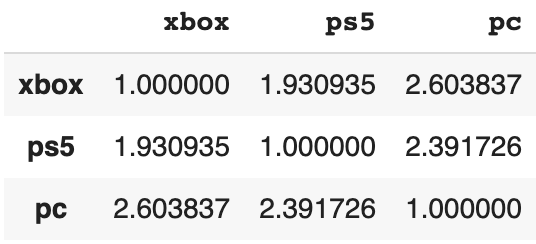 xbox ps5 pc
xbox 1.000000 1.930935 2.603837
ps5 1.930935 1.000000 2.391726
pc 2.603837 2.391726 1.000000